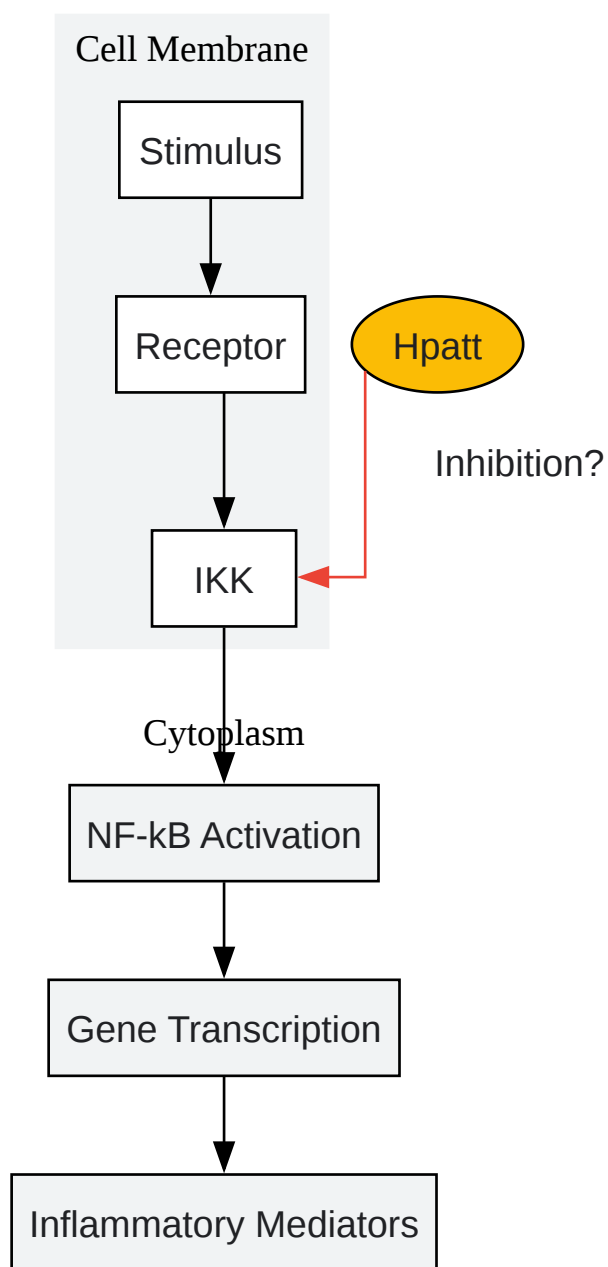 Cell Membrane
Stimulus
Receptor
Hpatt
Inhibition?
IKK
Cytoplasm
NF-kB Activation
Gene Transcription
Inflammatory Mediators